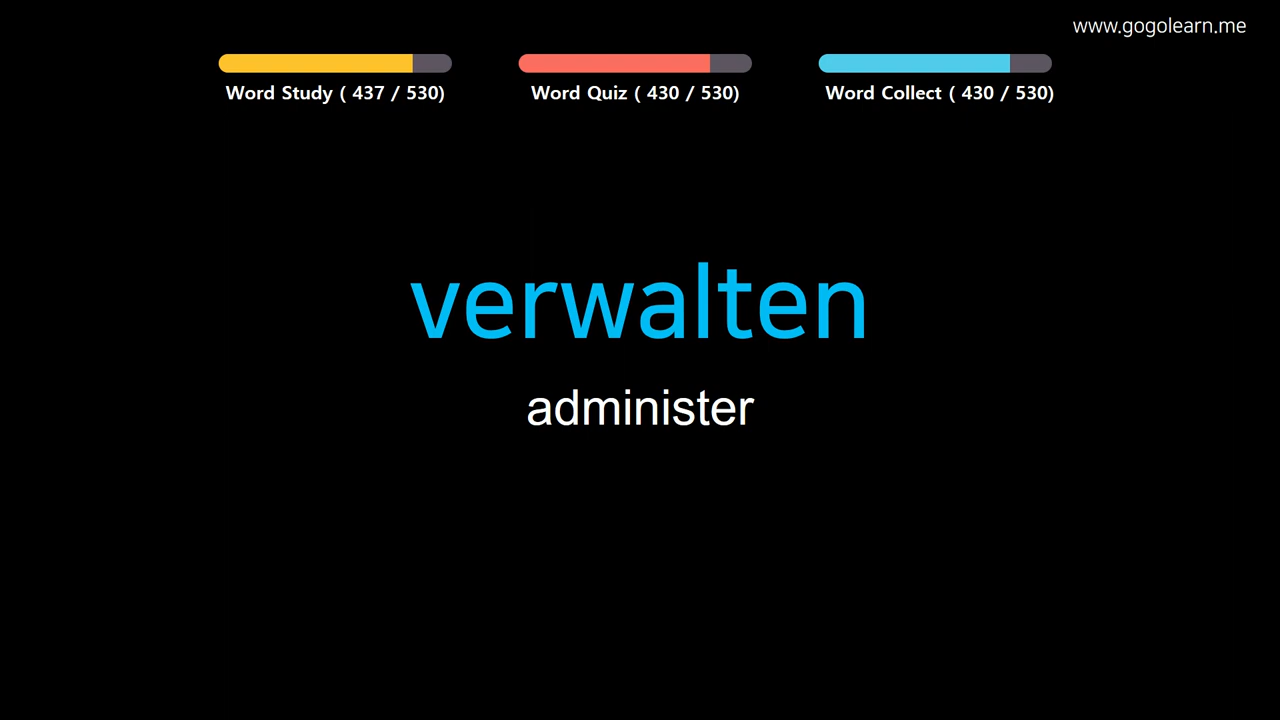 www.gogolearn.me
Word Study ( 437 / 530)
Word Quiz ( 430 / 530)
Word Collect ( 430 / 530)
verwalten
administer